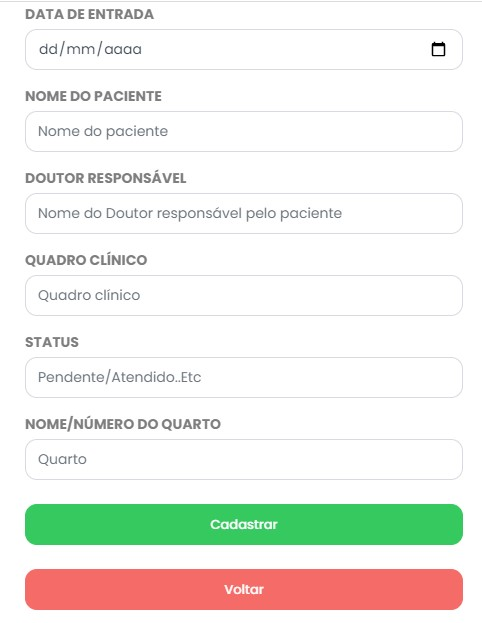 DATA DE ENTRADA
dd/mm/aaaa
NOME DO PACIENTE
Nome do paciente
DOUTOR RESPONSÁVEL
Nome do Doutor responsável pelo paciente
QUADRO CLÍNICO
Quadro clínico
STATUS
Pendente/Atendido..Etc
NOME/NÚMERO DO QUARTO
Quarto
Cadastrar
Voltar